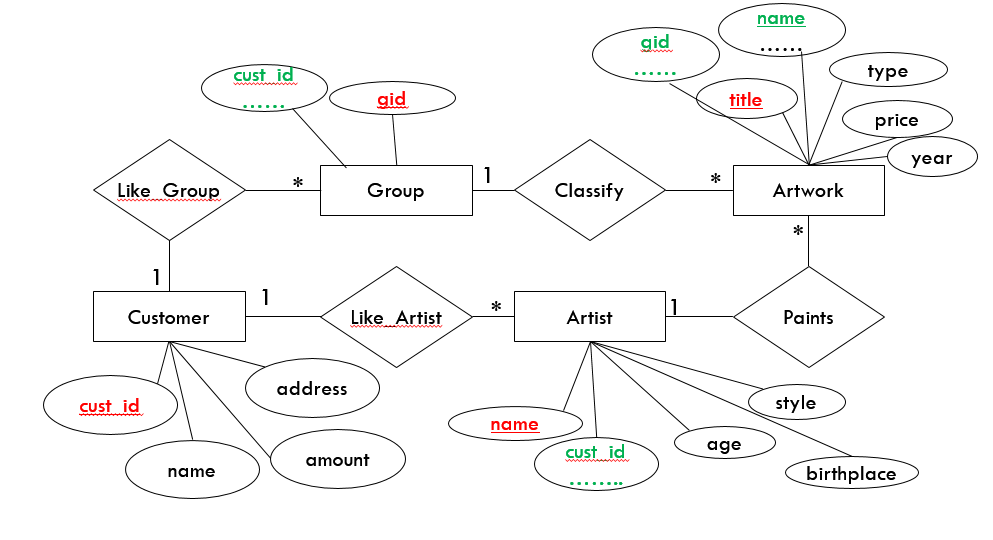 name
......
gid
......
type
cust_id
......
gid
title
price
year
Like_Group
*
Group
1
Classify
*
Artwork
*
1
1
Customer
Like_Artist
*
Artist
1
Paints
address
cust_id
style
name
age
cust_id
........
name
amount
birthplace